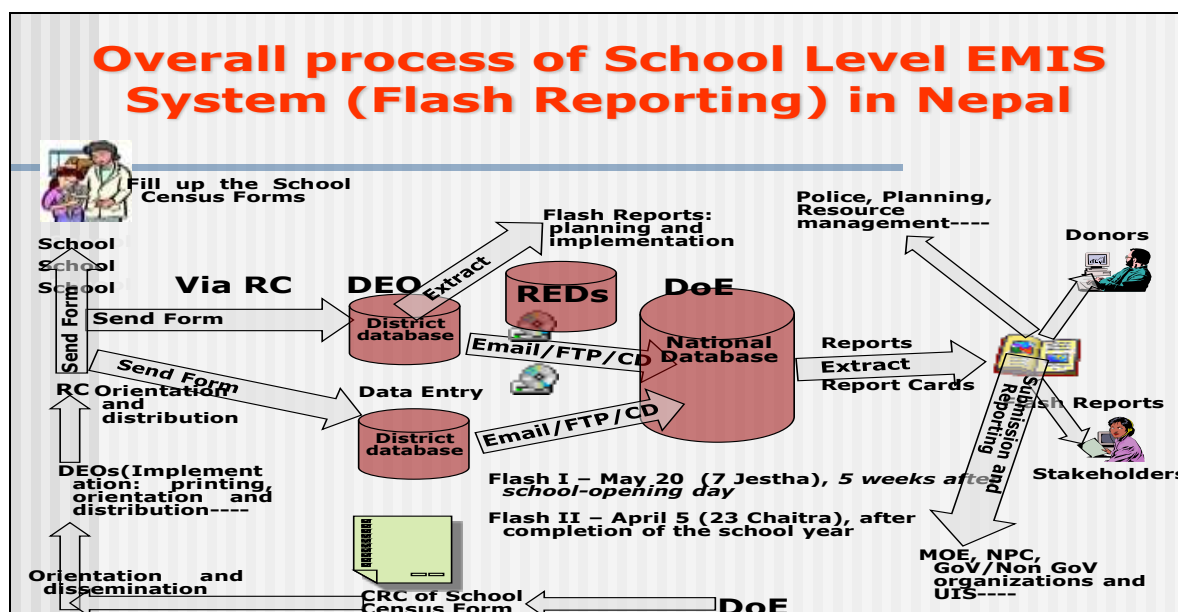 Overall process of School Level EMIS
System (Flash Reporting) in Nepal
Fill up the School
Census Forms
School
School
School
Send Form
Via RC
Send Form
Send Form
DEO
District
database
Extract
Flash Reports:
planning and
implementation
REDs
DoE
National
Database
Email/FTP/CD
Data Entry
District
database
Email/FTP/CD
Reports
Extract
Report Cards
Police, Planning,
Resource
management----
Donors
Flash Reports
Stakeholders
Submission and
Reporting
MOE, NPC,
GoV/Non GoV
organizations and
UIS----
RC Orientation
and
distribution
DEOs(Implement
ation: printing,
orientation and
distribution----
Orientation and
dissemination
Flash I – May 20 (7 Jestha), 5 weeks after
school-opening day
Flash II – April 5 (23 Chaitra), after
completion of the school year
CRC of School
Census Form
DoE